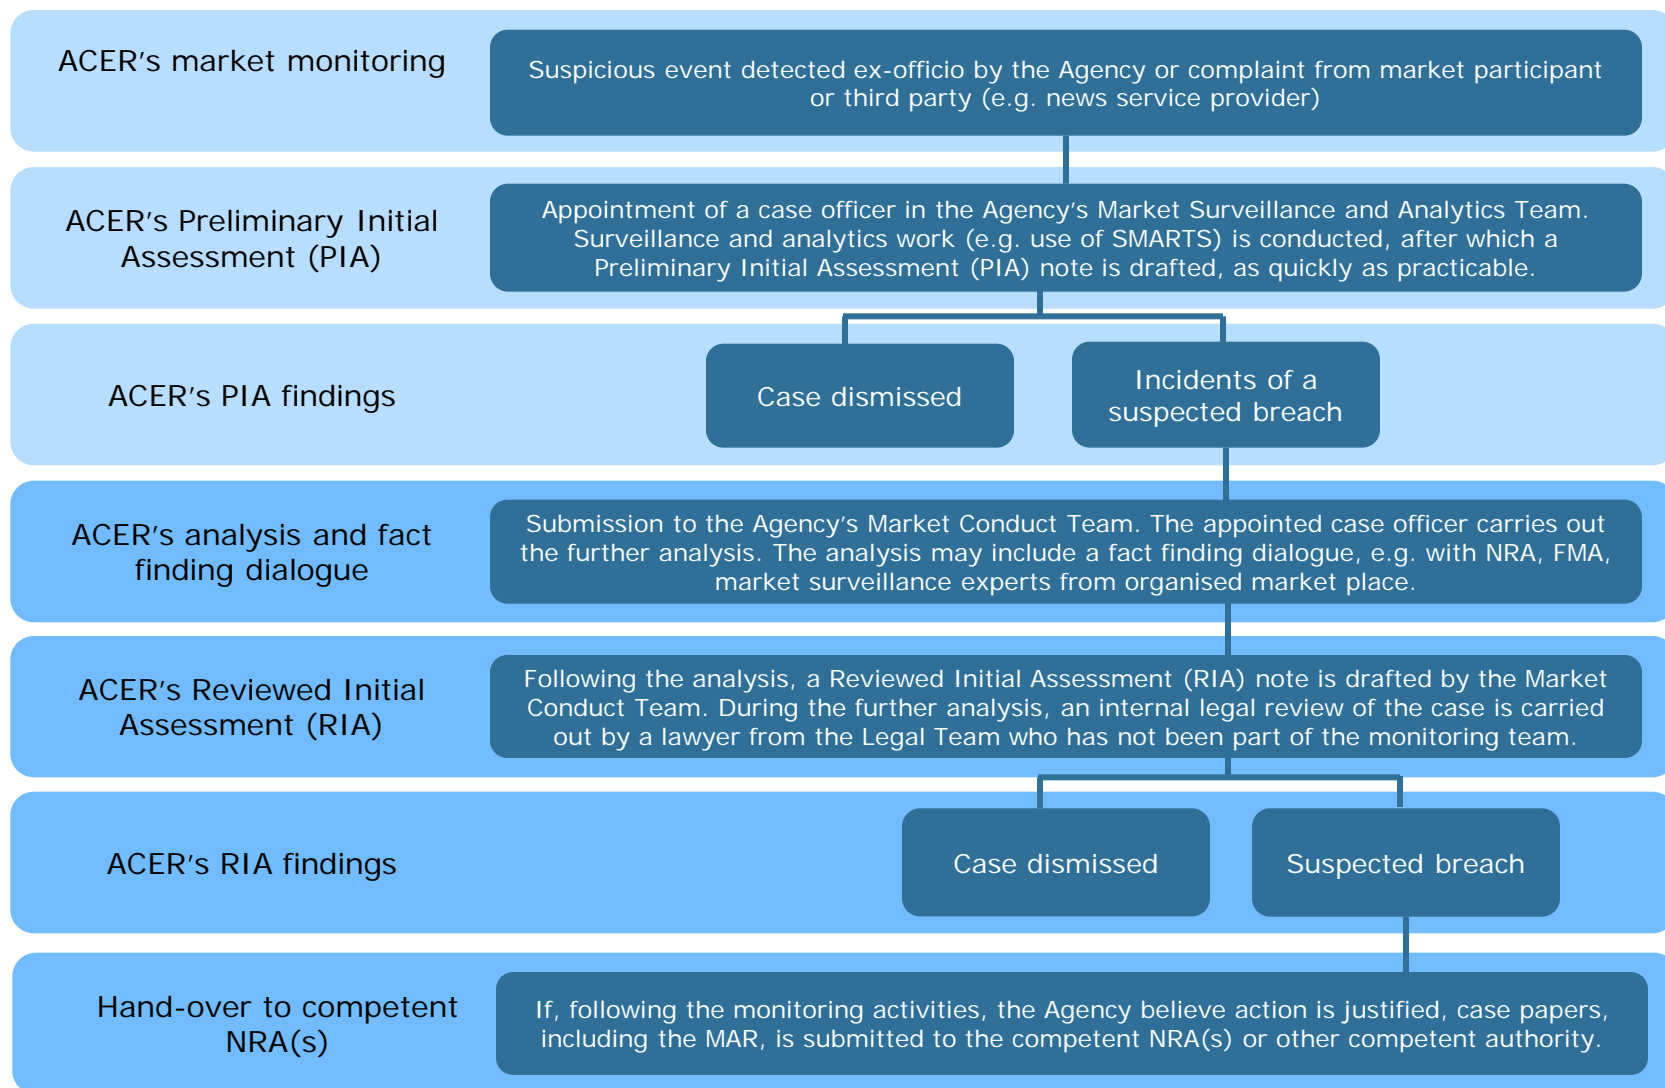 ACER's market monitoring
Suspicious event detected ex-officio by the Agency or complaint from market participant
or third party (e.g. news service provider)
ACER's Preliminary Initial
Assessment (PIA)
Appointment of a case officer in the Agency's Market Surveillance and Analytics Team.
Surveillance and analytics work (e.g. use of SMARTS) is conducted, after which a
Preliminary Initial Assessment (PIA) note is drafted, as quickly as practicable.
ACER's PIA findings
Case dismissed
Incidents of a
suspected breach
ACER's analysis and fact
finding dialogue
Submission to the Agency's Market Conduct Team. The appointed case officer carries out
the further analysis. The analysis may include a fact finding dialogue, e.g. with NRA, FMA,
market surveillance experts from organised market place.
ACER's Reviewed Initial
Assessment (RIA)
Following the analysis, a Reviewed Initial Assessment (RIA) note is drafted by the Market
Conduct Team. During the further analysis, an internal legal review of the case is carried
out by a lawyer from the Legal Team who has not been part of the monitoring team.
ACER's RIA findings
Case dismissed
Suspected breach
Hand-over to competent
NRA(s)
If, following the monitoring activities, the Agency believe action is justified, case papers,
including the MAR, is submitted to the competent NRA(s) or other competent authority.